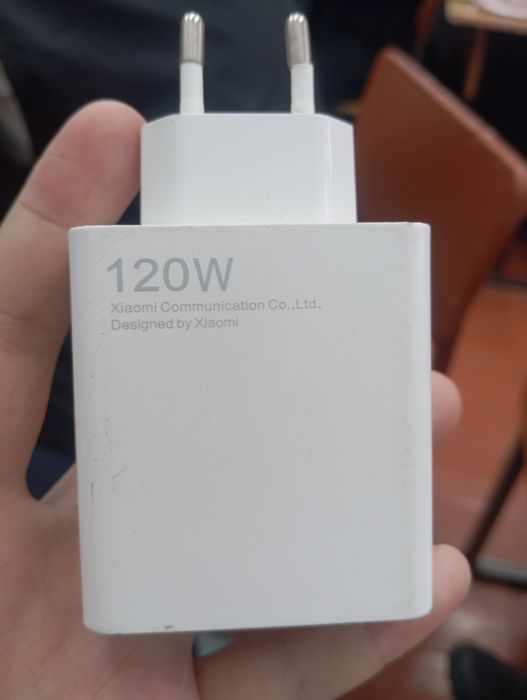 120W
Xiaomi Communication Co.,Ltd.
Designed by Xiaomi